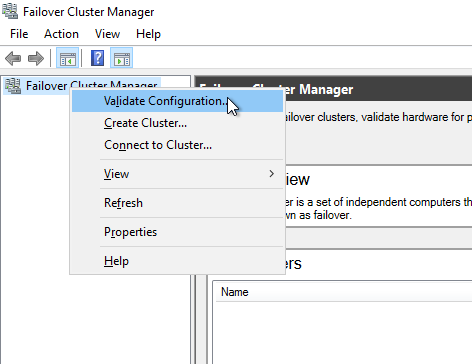 Failover Cluster Manager
File Action View Help
Failover Cluster Manager
Failover Cluster Manager
Validate Configuration...
failover clusters, validate hardware for p
Create Cluster...
Connect to Cluster...
View
view
er is a set of independent computers th
wn as failover.
Refresh
Properties
Help
ers
Name